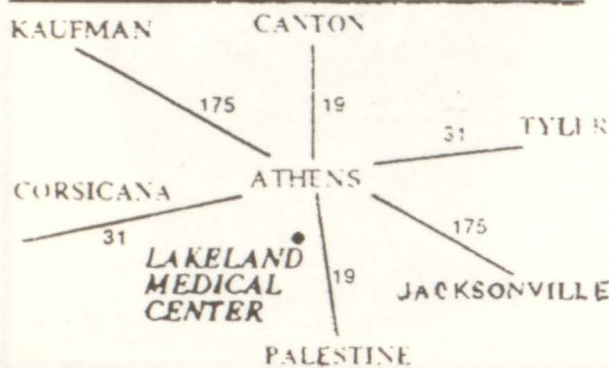 KAUFMAN
CANTON
175
19
31
TYLER
CORSICANA
ATHENS
31
175
LAKELAND
MEDICAL
CENTER
19
JACKSONVILLE
PALESTINE